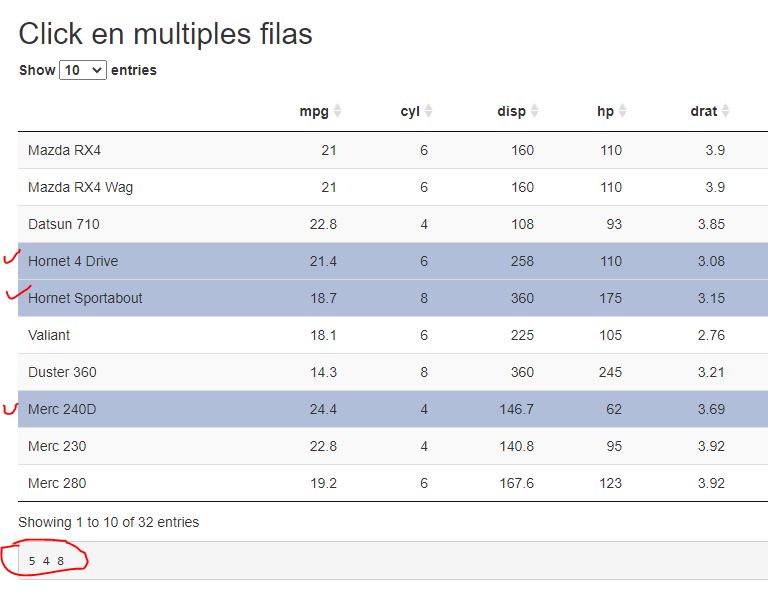 Click en multiples filas
Show 10 entries
mpg cyl disp hp drat
Mazda RX4 21 6 160 110 3.9
Mazda RX4 Wag 21 6 160 110 3.9
Datsun 710 22.8 4 108 93 3.85
Hornet 4 Drive 21.4 6 258 110 3.08
Hornet Sportabout 18.7 8 360 175 3.15
Valiant 18.1 6 225 105 2.76
Duster 360 14.3 8 360 245 3.21
Merc 240D 24.4 4 146.7 62 3.69
Merc 230 22.8 4 140.8 95 3.92
Merc 280 19.2 6 167.6 123 3.92
Showing 1 to 10 of 32 entries
5 4 8